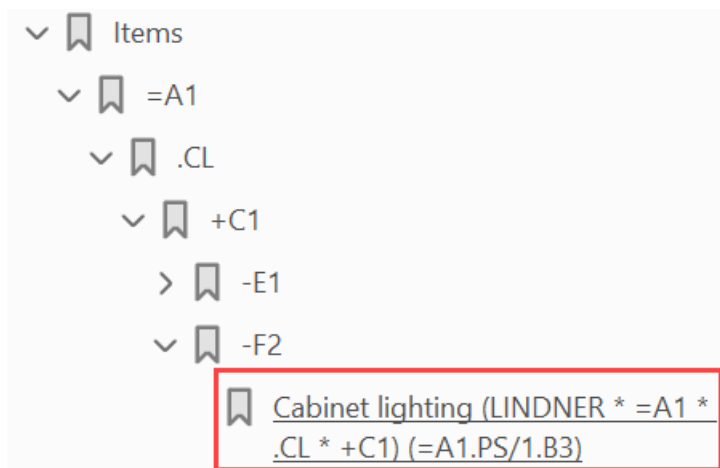 Items
=A1
.CL
+C1
-E1
-F2
Cabinet lighting (LINDNER * =A1 *
.CL * +C1) (=A1.PS/1.B3)